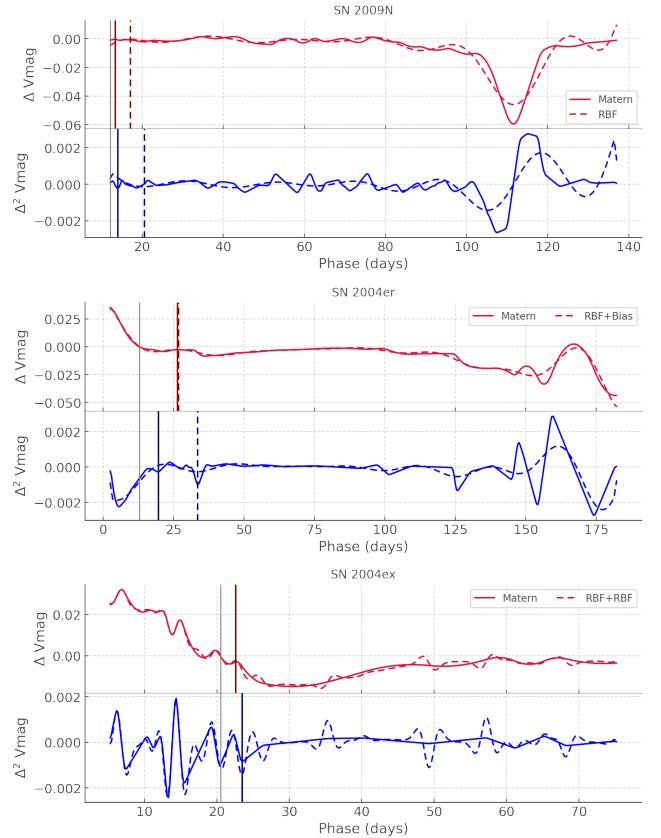 SN 2009N
0.00
−0.02
−0.04
−0.06
Δ Vmag
Matern
RBF
0.002
0.000
−0.002
Δ² Vmag
20 40 60 80 100 120 140
Phase (days)
SN 2004er
0.025
0.000
−0.025
−0.050
Δ Vmag
Matern RBF+Bias
0.002
0.000
−0.002
Δ² Vmag
0 25 50 75 100 125 150 175
Phase (days)
SN 2004ex
0.02
0.00
Δ Vmag
Matern RBF+RBF
0.002
0.000
−0.002
Δ² Vmag
10 20 30 40 50 60 70
Phase (days)